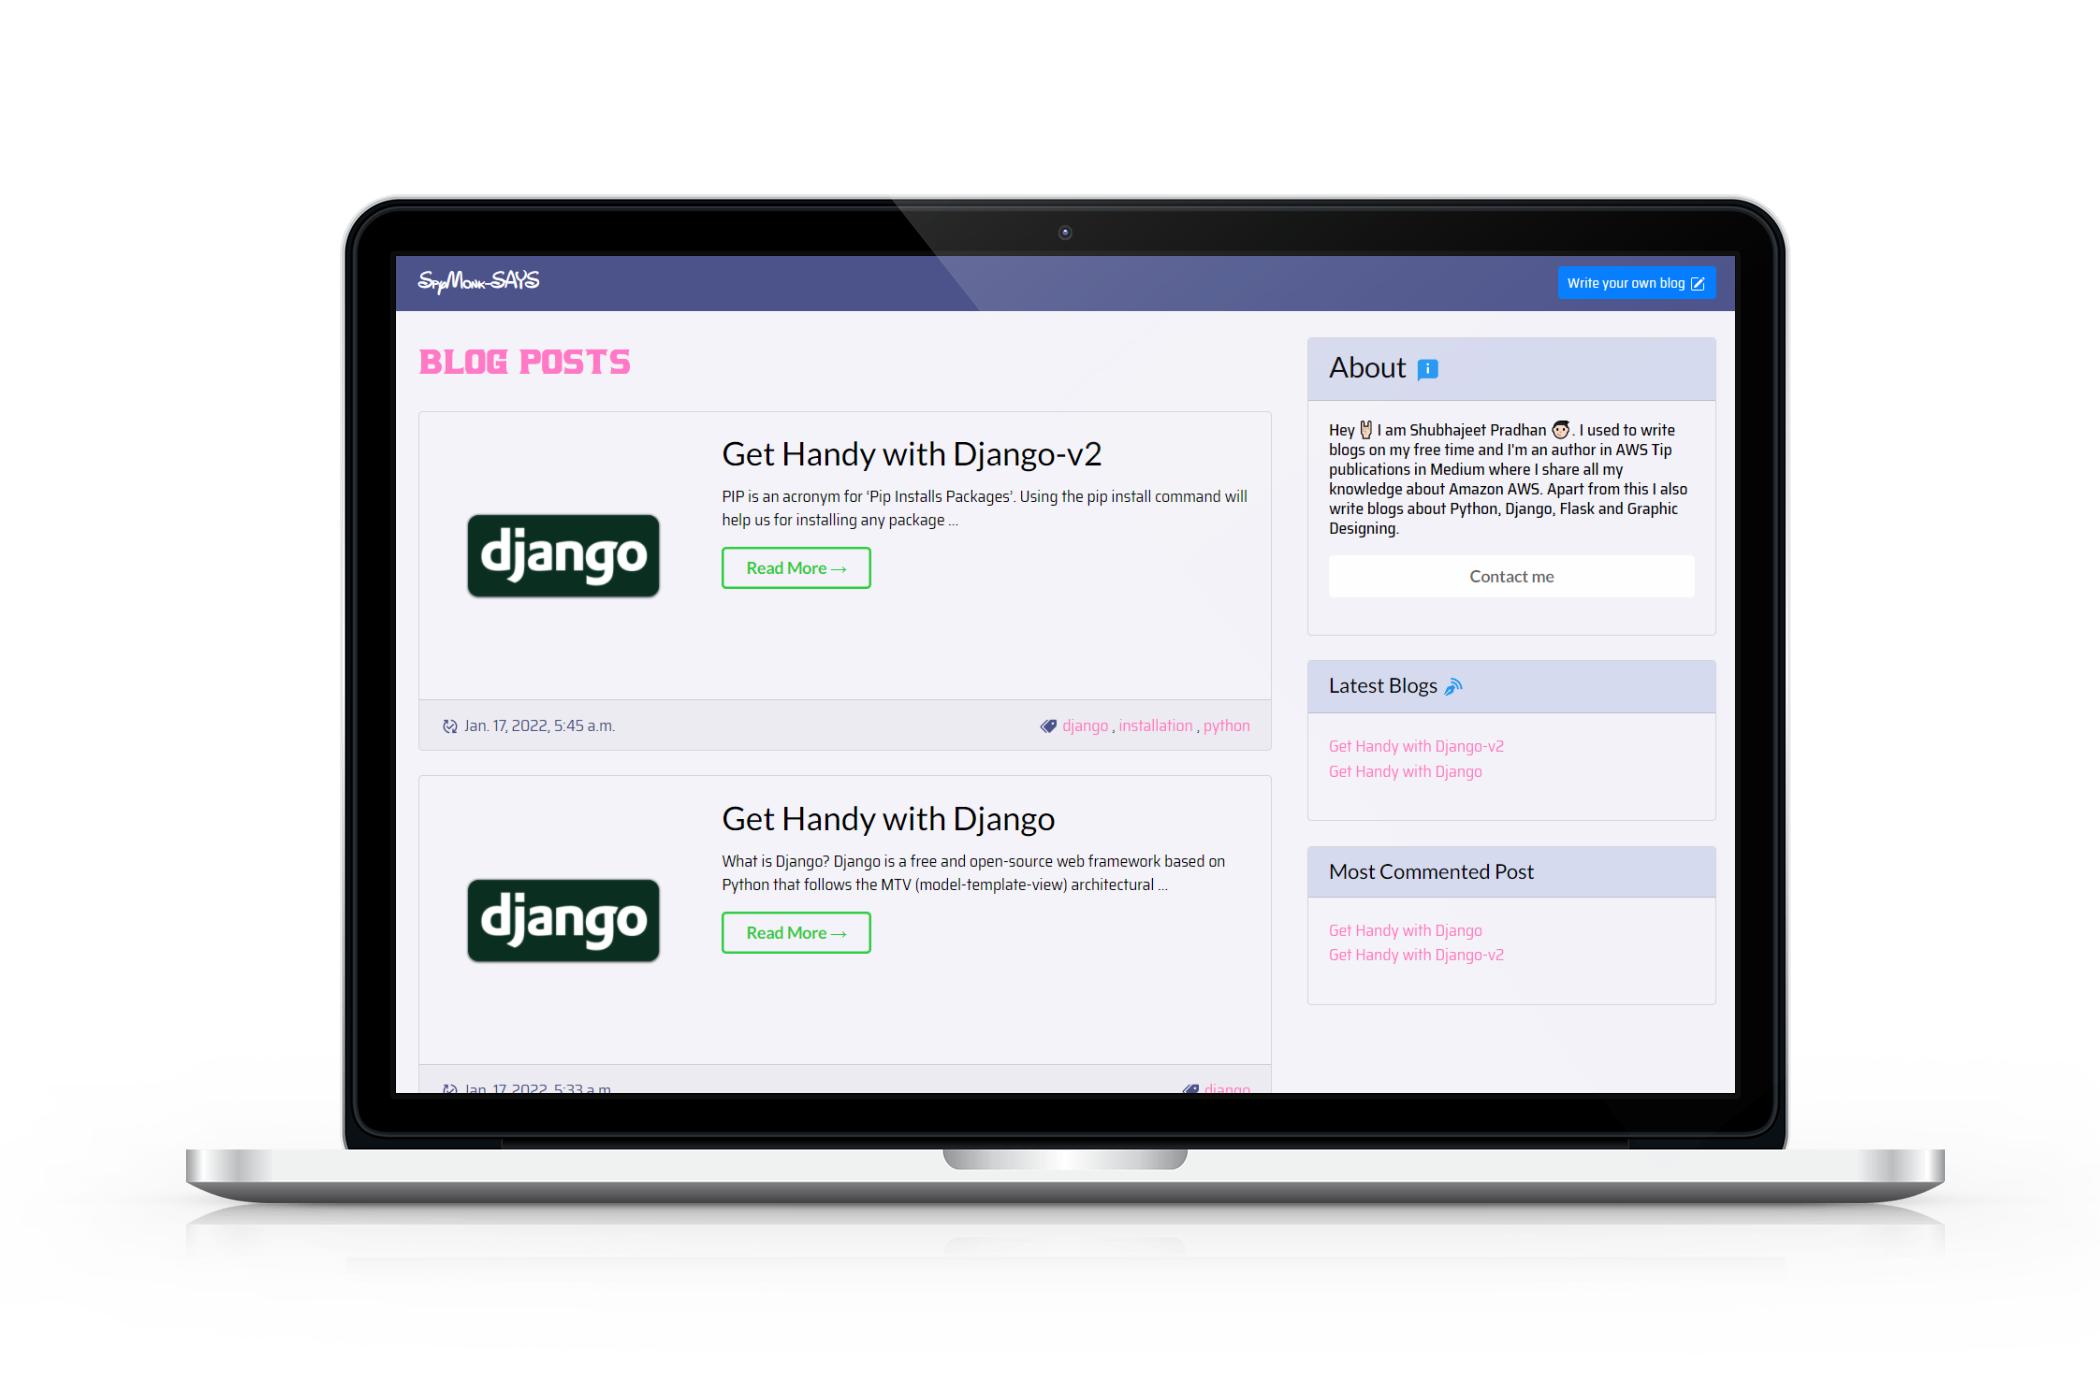 SpyMonk-SAYS
Write your own blog
BLOG POSTS
django
Get Handy with Django-v2
PIP is an acronym for ‘Pip Installs Packages’. Using the pip install command will
help us for installing any package ...
Read More →
Jan. 17, 2022, 5:45 a.m.
django , installation , python
django
Get Handy with Django
What is Django? Django is a free and open-source web framework based on
Python that follows the MTV (model-template-view) architectural ...
Read More →
Jan. 17, 2022, 5:33 a.m.
django
About
Hey 🤘🏻 I am Shubhajeet Pradhan 👦🏻. I used to write
blogs on my free time and I'm an author in AWS Tip
publications in Medium where I share all my
knowledge about Amazon AWS. Apart from this I also
write blogs about Python, Django, Flask and Graphic
Designing.
Contact me
Latest Blogs
Get Handy with Django-v2
Get Handy with Django
Most Commented Post
Get Handy with Django
Get Handy with Django-v2